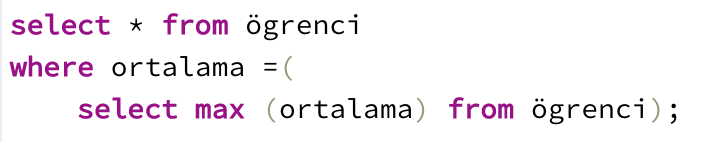 select * from ögrenci
where ortalama =(
    select max (ortalama) from ögrenci);